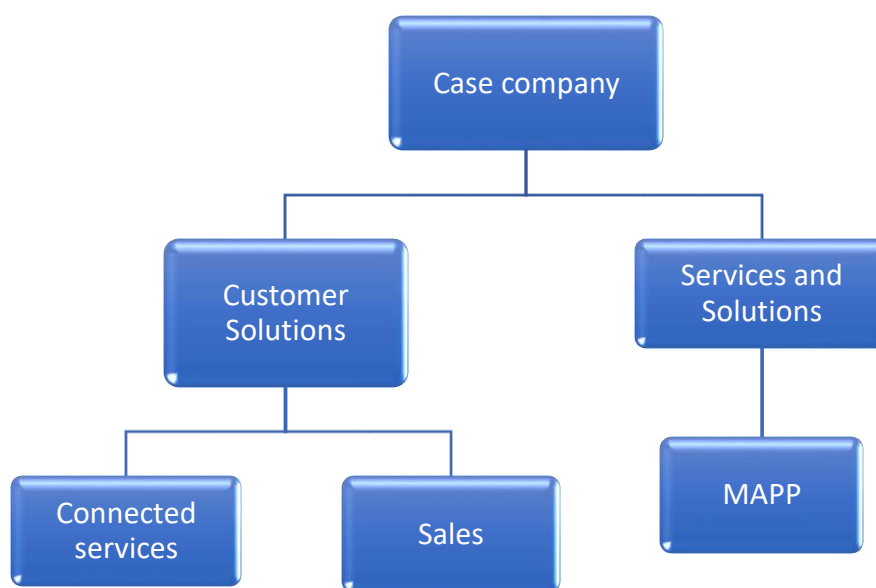 Case company
Customer
Solutions
Services and
Solutions
Connected
services
Sales
MAPP